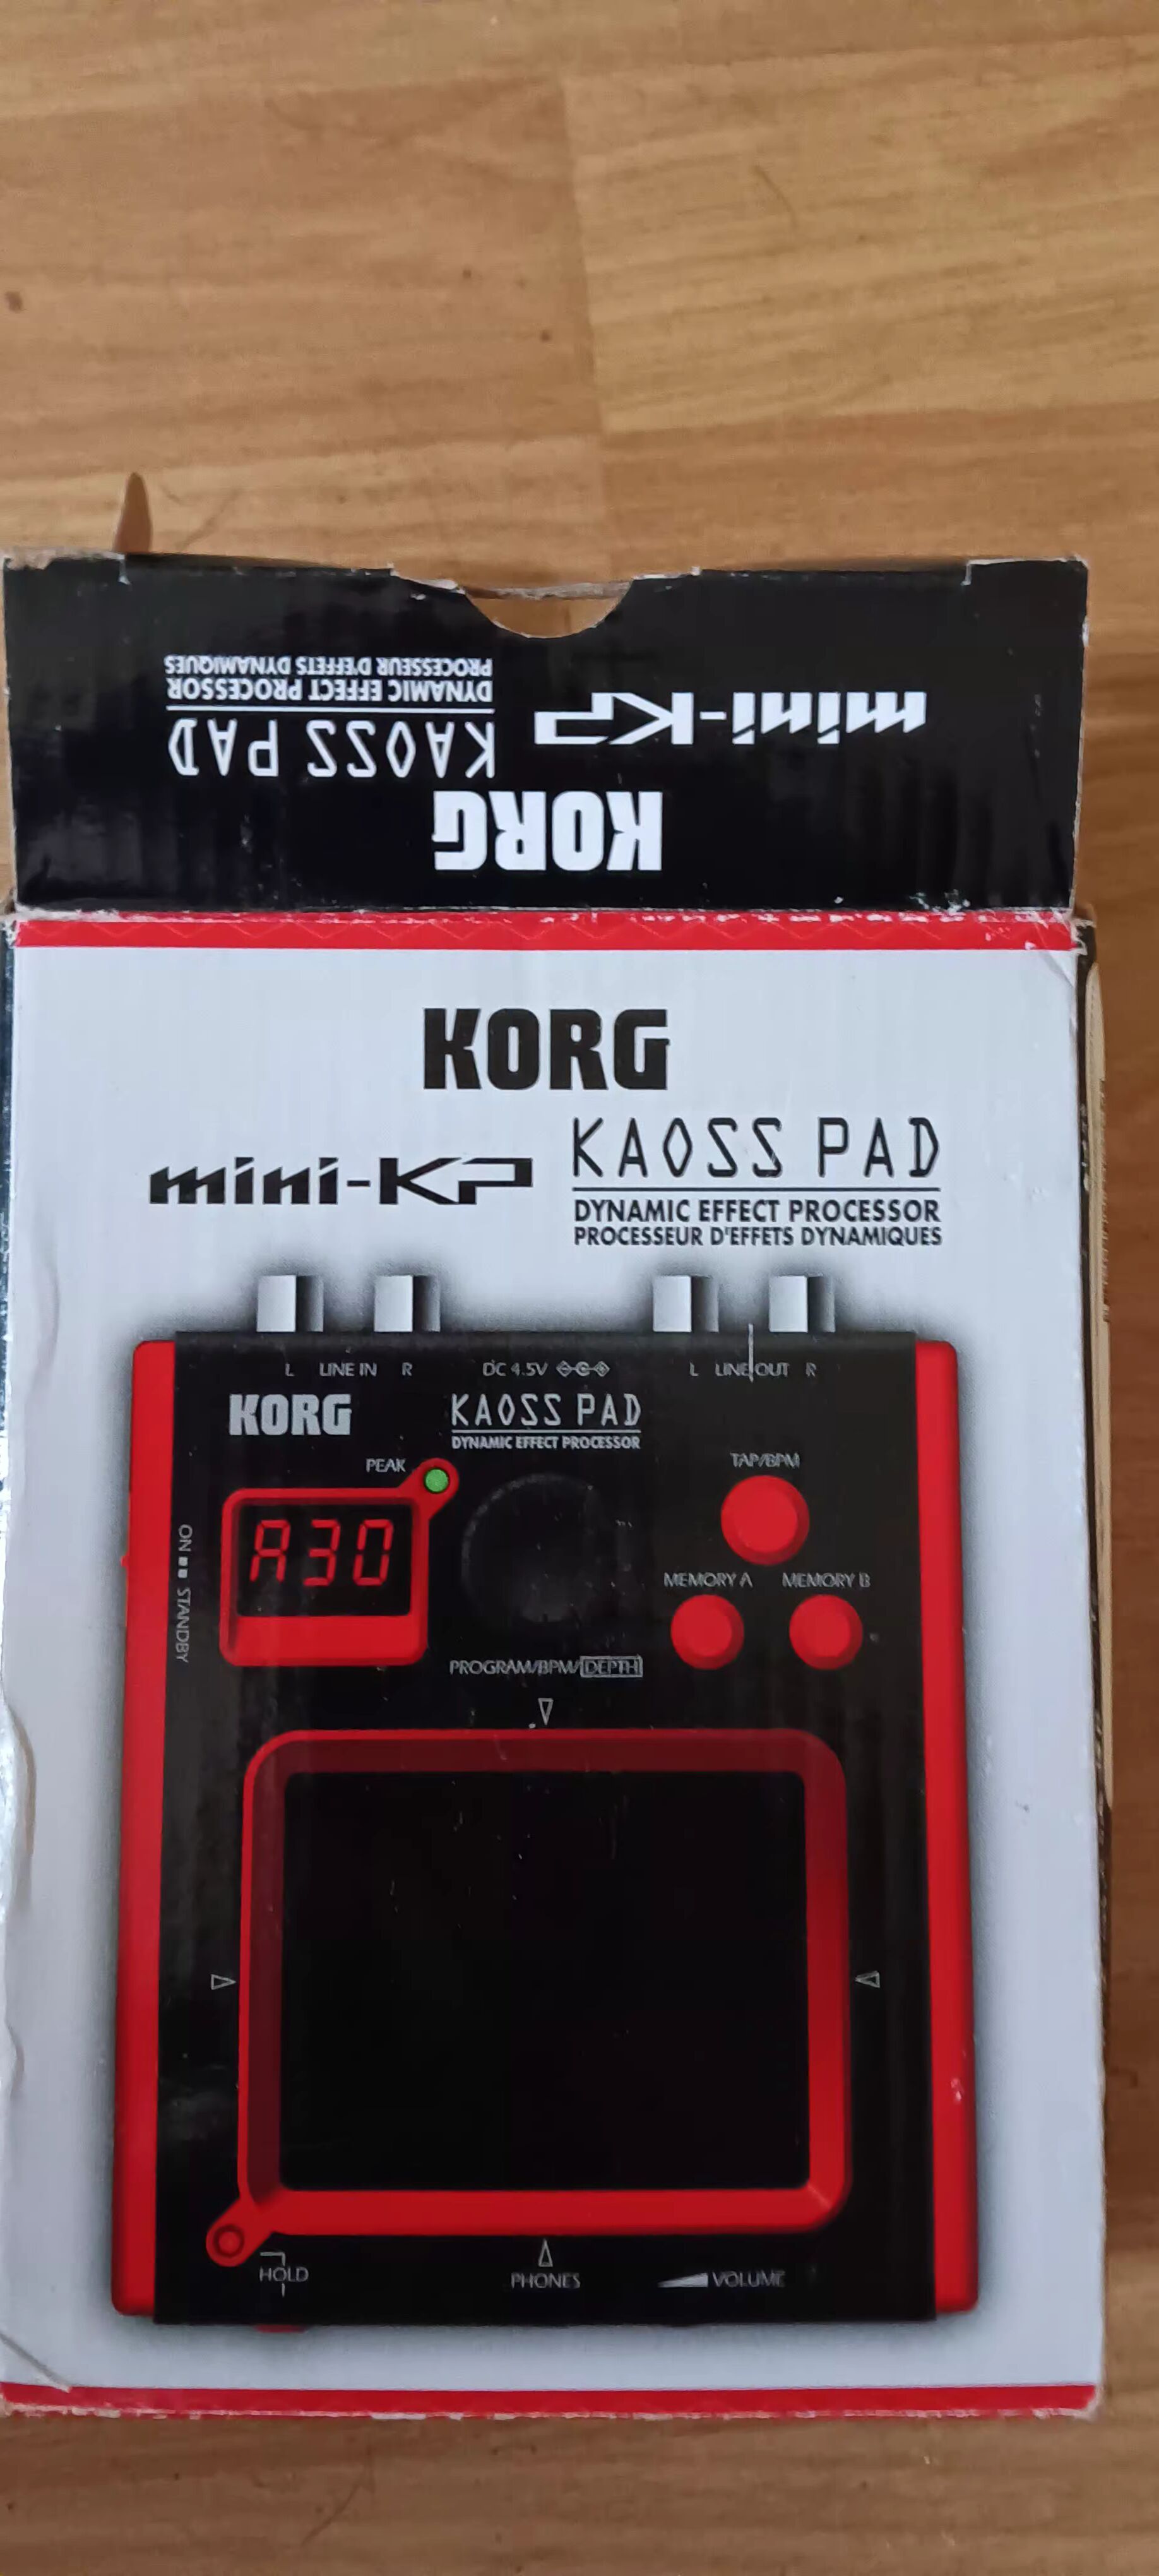 KORG
mini-KP KAOSS PAD
DYNAMIC EFFECT PROCESSOR
PROCESSEUR D'EFFETS DYNAMIQUES
KORG
mini-KP KAOSS PAD
DYNAMIC EFFECT PROCESSOR
PROCESSEUR D'EFFETS DYNAMIQUES
L LINE IN R DC 4.5V L LINE OUT R
KORG KAOSS PAD
DYNAMIC EFFECT PROCESSOR
PEAK TAP/BPM
A30
ON STANDBY
MEMORY A MEMORY B
PROGRAM/BPM/DEPTH
HOLD PHONES VOLUME